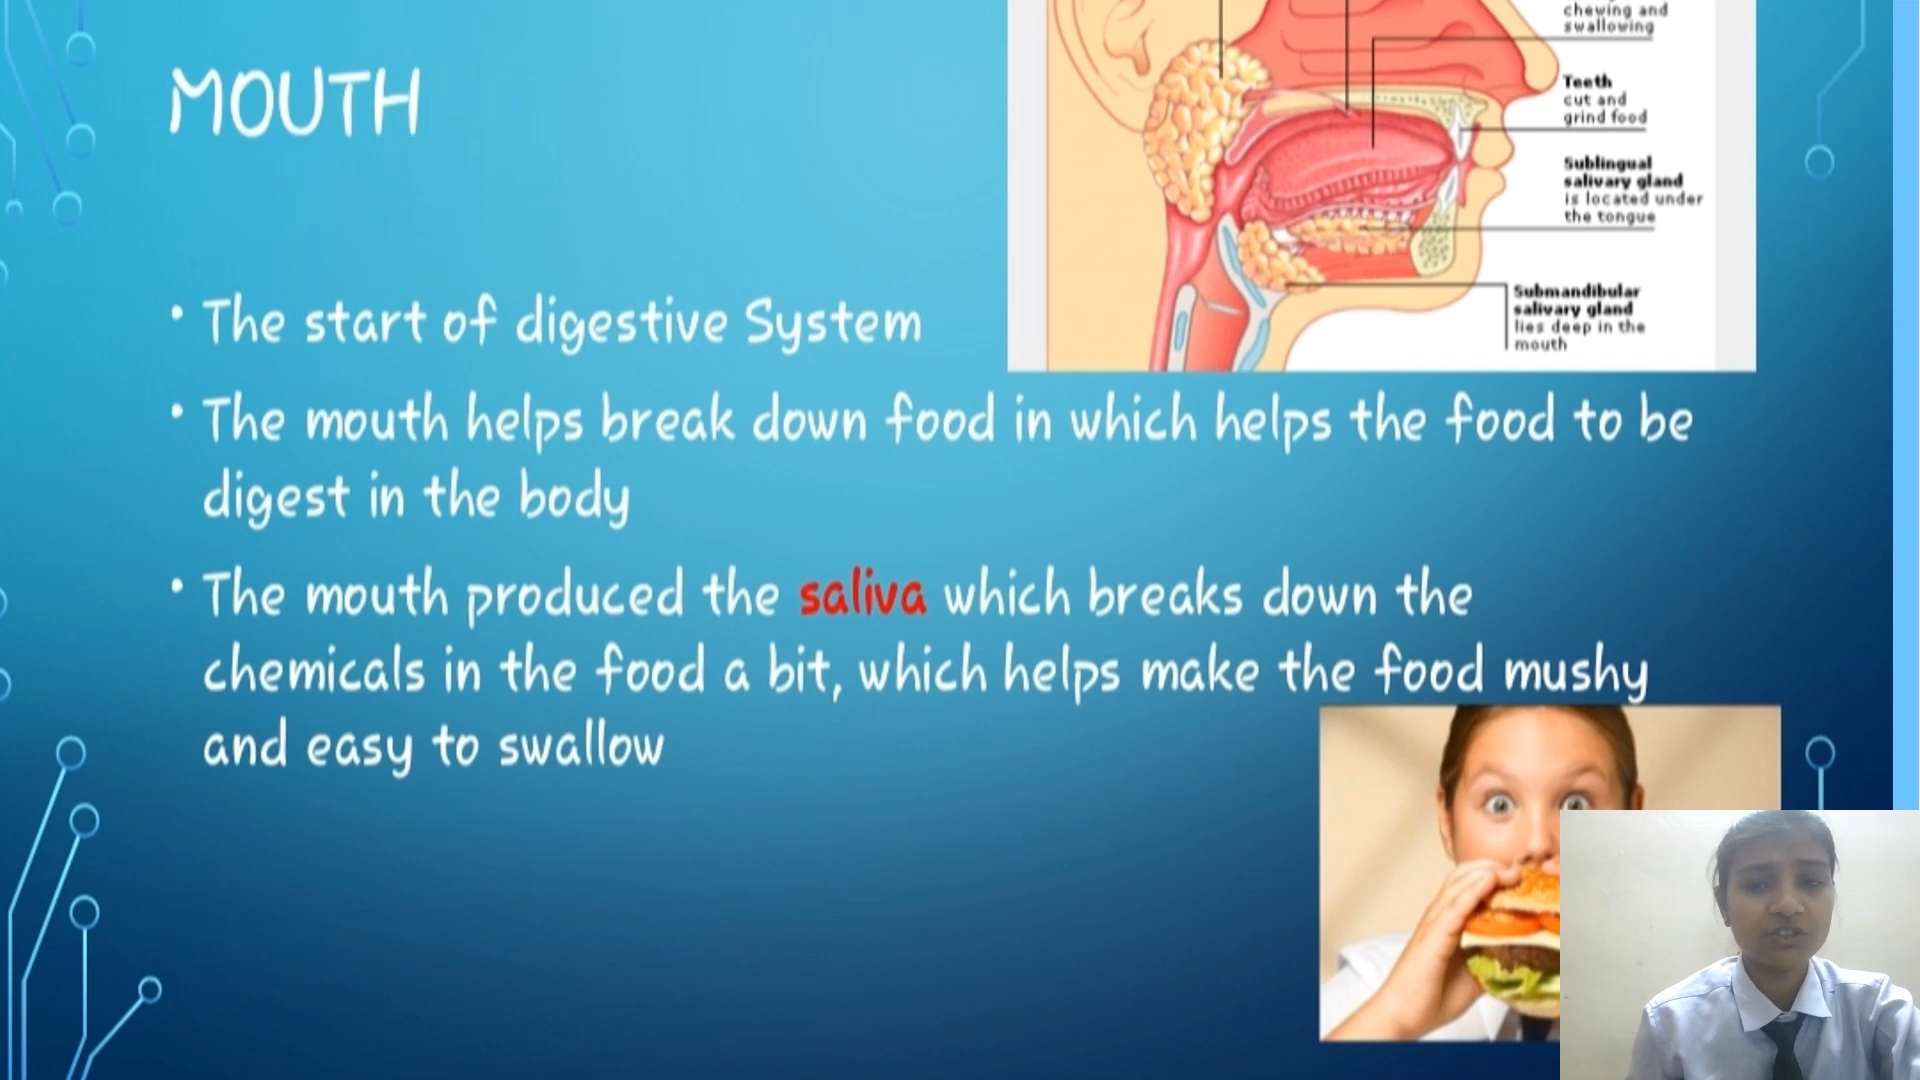 MOUTH
chewing and
swallowing
Teeth
cut and
grind food
Sublingual
salivary gland
is located under
the tongue
Submandibular
salivary gland
lies deep in the
mouth
• The start of digestive System
• The mouth helps break down food in which helps the food to be
digest in the body
• The mouth produced the saliva which breaks down the
chemicals in the food a bit, which helps make the food mushy
and easy to swallow